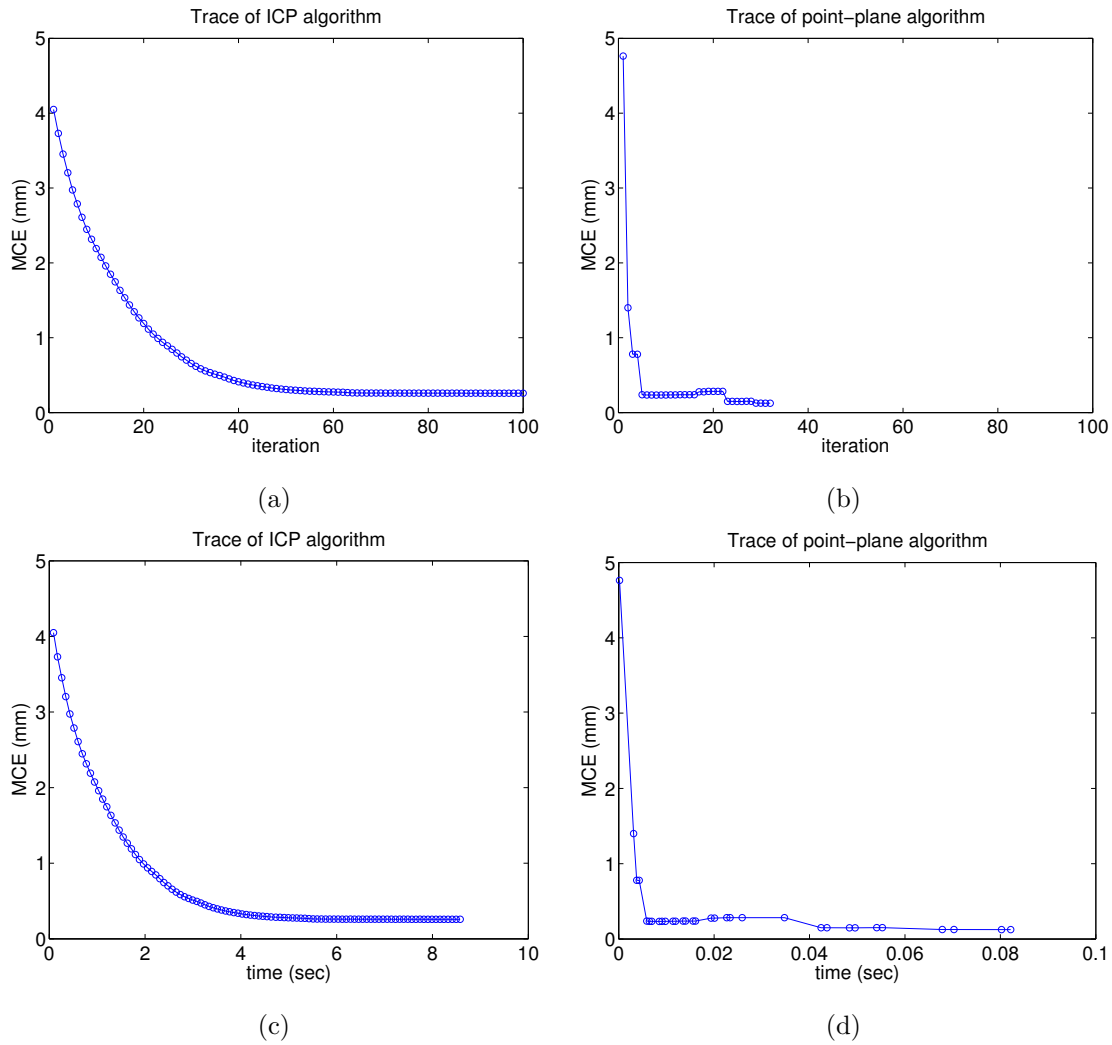 Trace of ICP algorithm
5
4
3
2
1
0
MCE (mm)
0 20 40 60 80 100
iteration
(a)
Trace of point−plane algorithm
5
4
3
2
1
0
MCE (mm)
0 20 40 60 80 100
iteration
(b)
Trace of ICP algorithm
5
4
3
2
1
0
MCE (mm)
0 2 4 6 8 10
time (sec)
(c)
Trace of point−plane algorithm
5
4
3
2
1
0
MCE (mm)
0 0.02 0.04 0.06 0.08 0.1
time (sec)
(d)